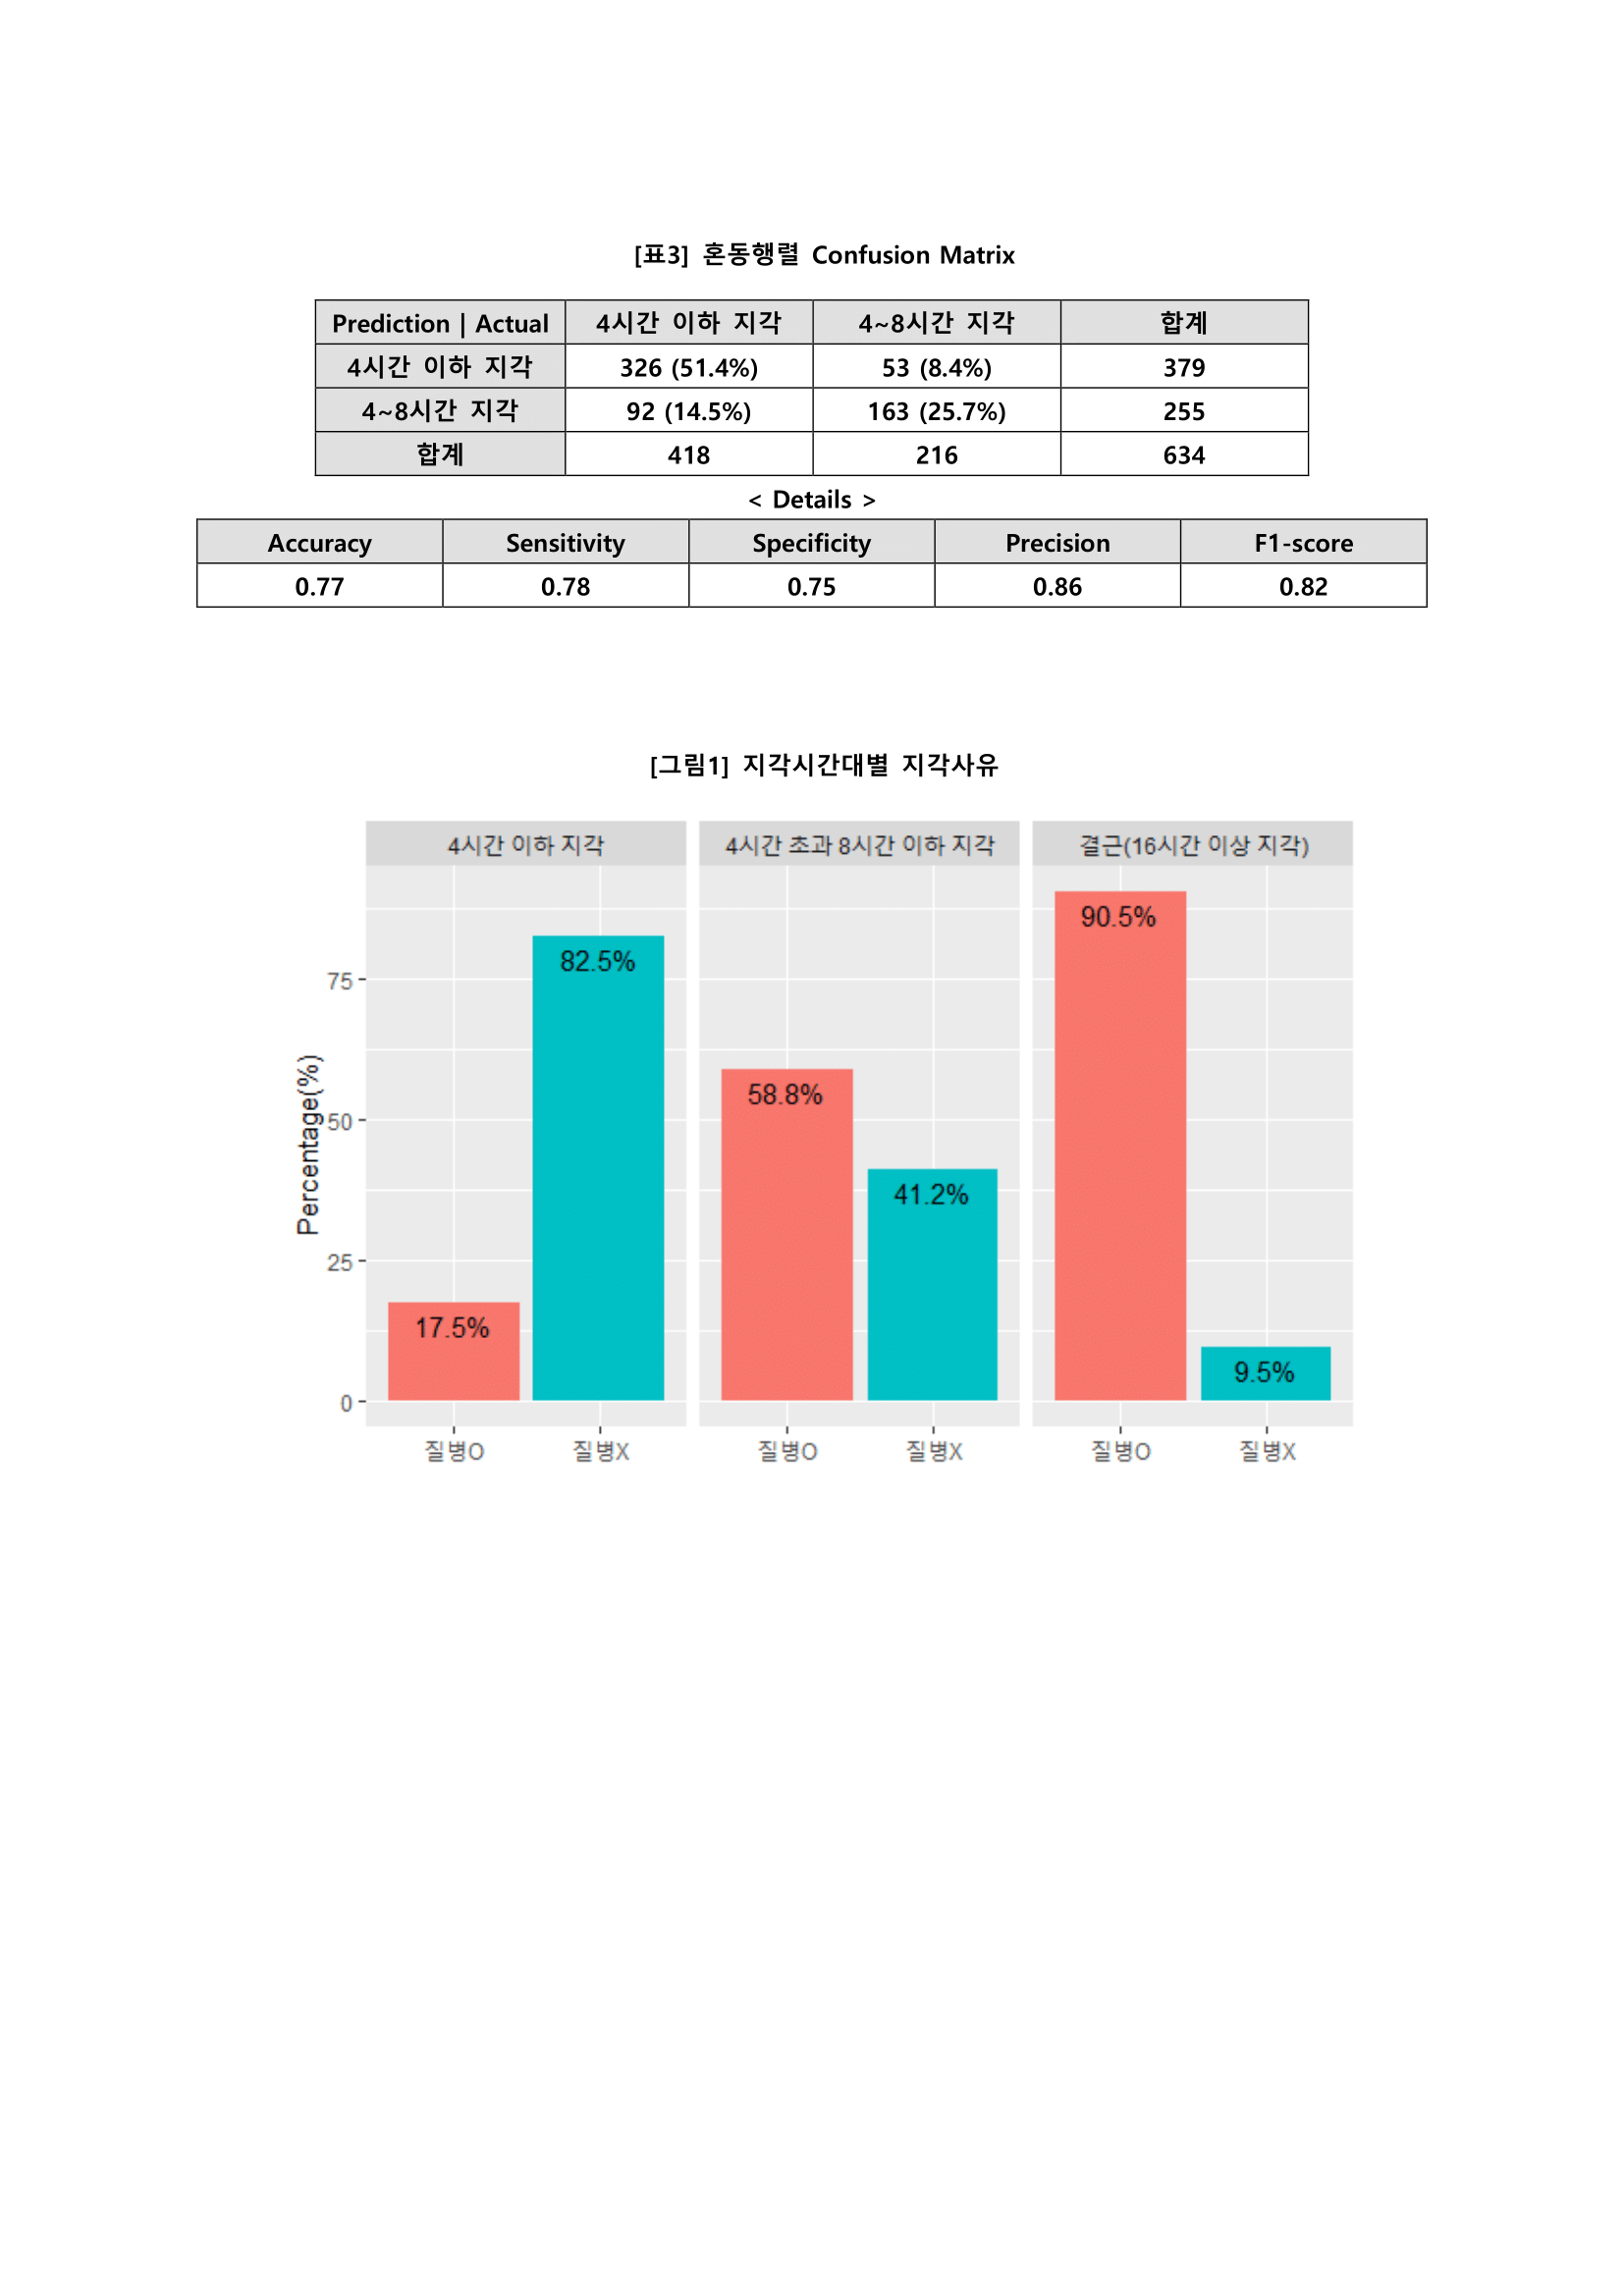 [표3] 혼동행렬 Confusion Matrix
Prediction | Actual 4시간 이하 지각 4~8시간 지각 합계
4시간 이하 지각 326 (51.4%) 53 (8.4%) 379
4~8시간 지각 92 (14.5%) 163 (25.7%) 255
합계 418 216 634
< Details >
Accuracy Sensitivity Specificity Precision F1-score
0.77 0.78 0.75 0.86 0.82
[그림1] 지각시간대별 지각사유
4시간 이하 지각 4시간 초과 8시간 이하 지각 결근(16시간 이상 지각)
90.5%
82.5%
75
58.8%
Percentage(%)
50
41.2%
25
17.5%
9.5%
0
질병O 질병X 질병O 질병X 질병O 질병X